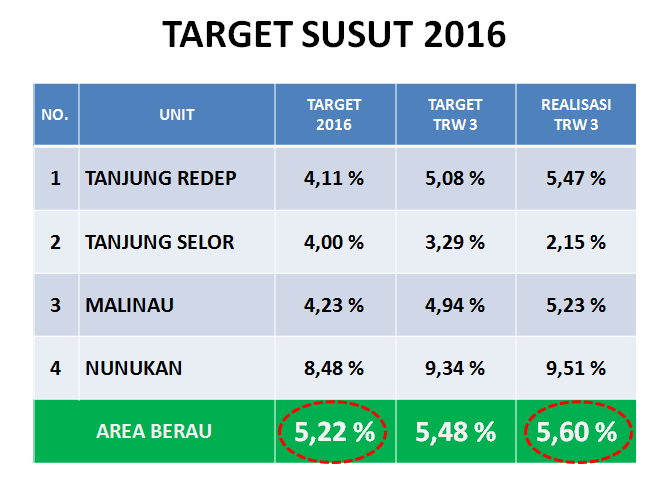 TARGET SUSUT 2016
NO. UNIT TARGET 2016 TARGET TRW 3 REALISASI TRW 3
1 TANJUNG REDEP 4,11 % 5,08 % 5,47 %
2 TANJUNG SELOR 4,00 % 3,29 % 2,15 %
3 MALINAU 4,23 % 4,94 % 5,23 %
4 NUNUKAN 8,48 % 9,34 % 9,51 %
AREA BERAU 5,22 % 5,48 % 5,60 %